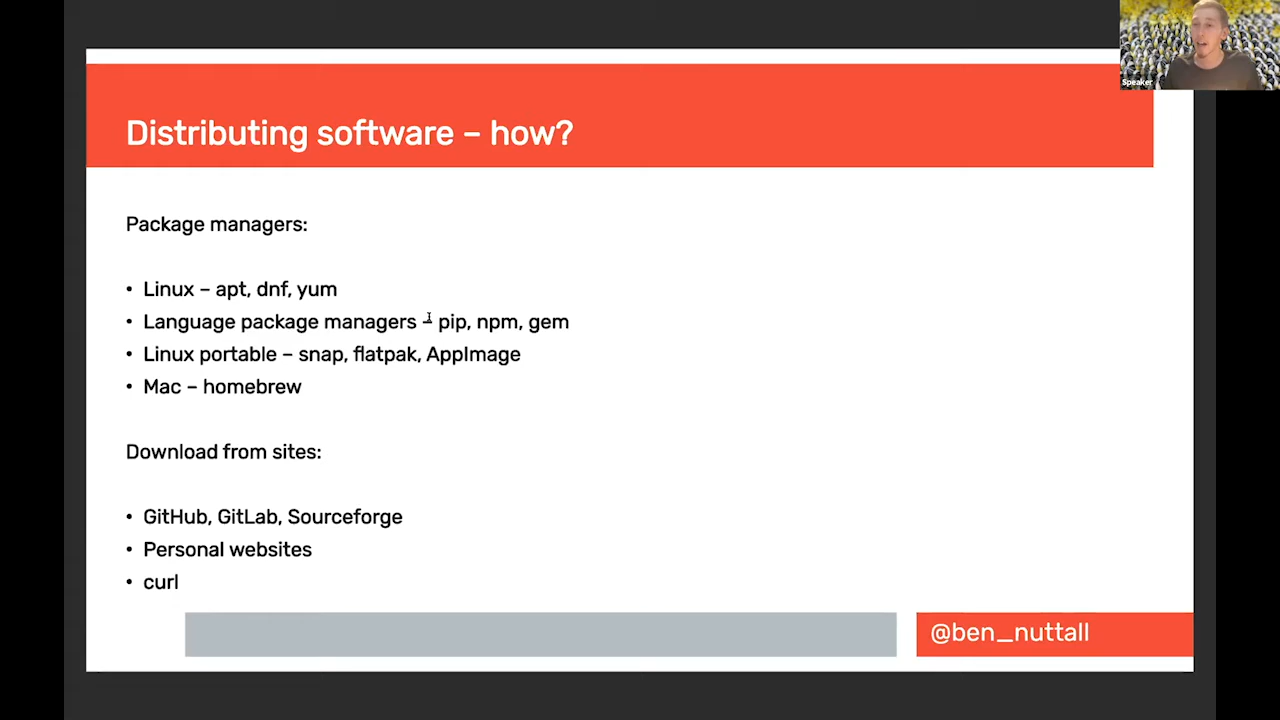 Speaker
Distributing software – how?
Package managers:
• Linux – apt, dnf, yum
• Language package managers – pip, npm, gem
• Linux portable – snap, flatpak, AppImage
• Mac – homebrew
Download from sites:
• GitHub, GitLab, Sourceforge
• Personal websites
• curl
@ben_nuttall